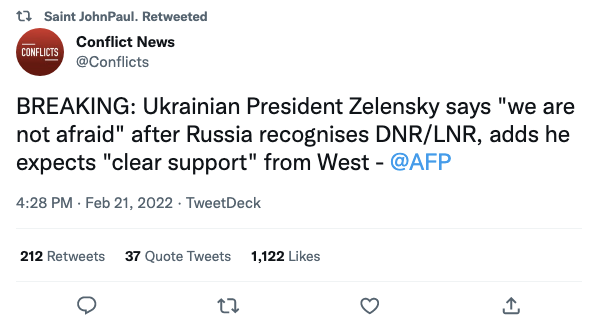 Saint JohnPaul. Retweeted
CONFLICTS
Conflict News
@Conflicts
BREAKING: Ukrainian President Zelensky says "we are
not afraid" after Russia recognises DNR/LNR, adds he
expects "clear support" from West - @AFP
4:28 PM · Feb 21, 2022 · TweetDeck
212 Retweets 37 Quote Tweets 1,122 Likes